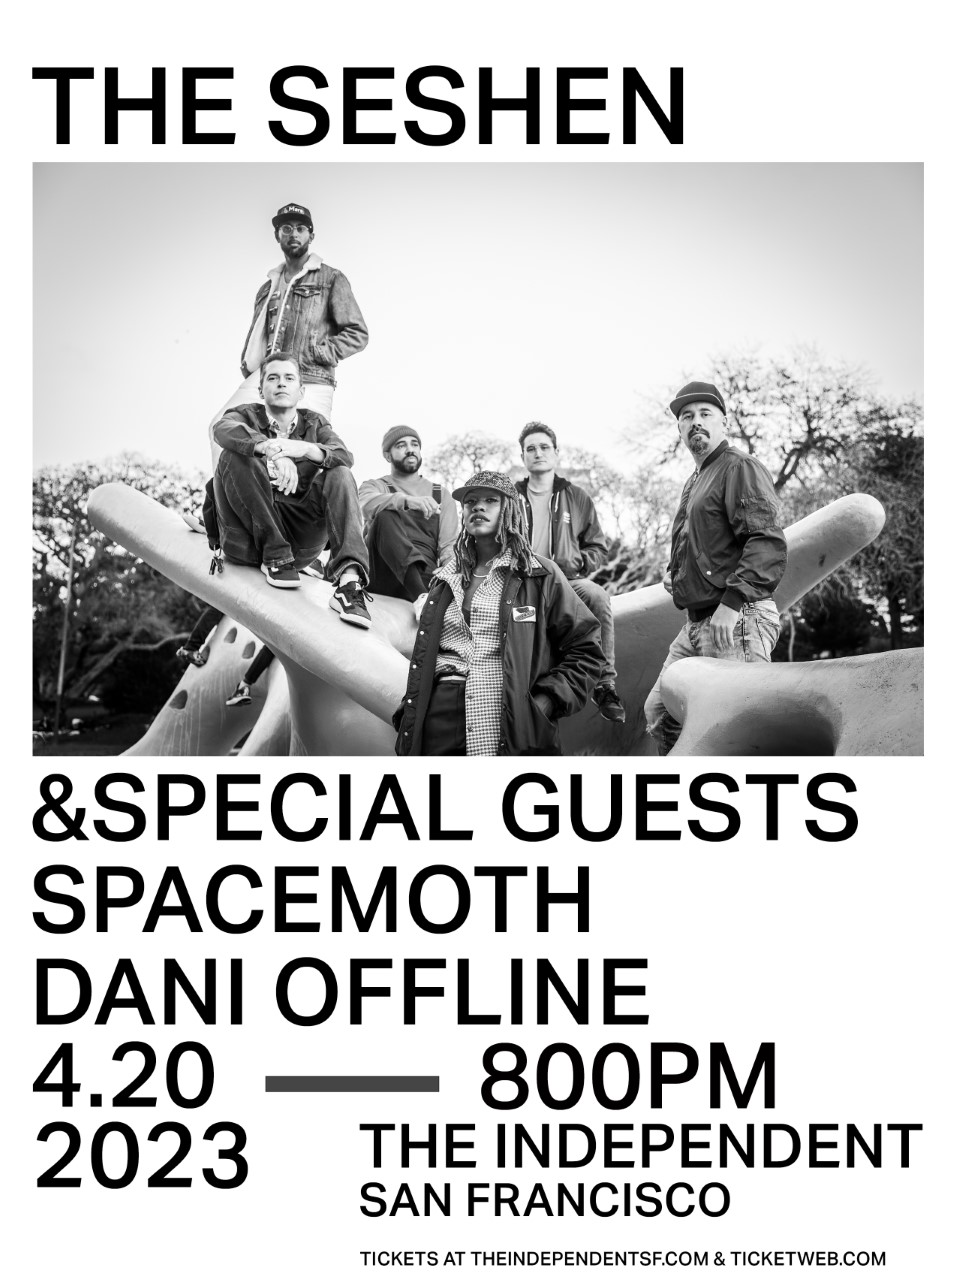 THE SESHEN
&SPECIAL GUESTS
SPACEMOTH
DANI OFFLINE
4.20 — 800PM
2023
THE INDEPENDENT
SAN FRANCISCO
TICKETS AT THEINDEPENDENTSF.COM & TICKETWEB.COM